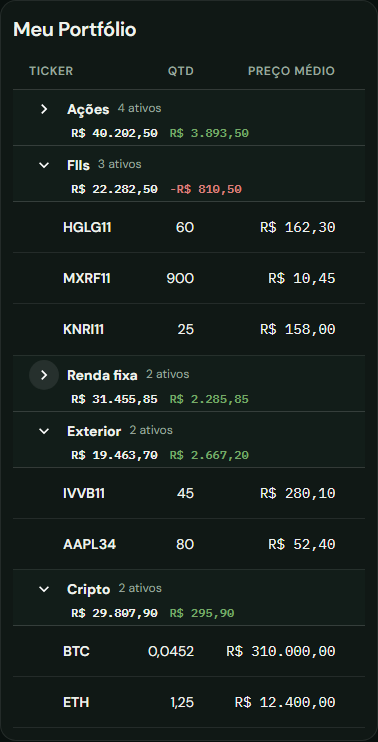 Meu Portfólio
TICKER QTD PREÇO MÉDIO
Ações 4 ativos
R$ 40.202,50 R$ 3.893,50
FIIs 3 ativos
R$ 22.282,50 -R$ 810,50
HGLG11 60 R$ 162,30
MXRF11 900 R$ 10,45
KNRI11 25 R$ 158,00
Renda fixa 2 ativos
R$ 31.455,85 R$ 2.285,85
Exterior 2 ativos
R$ 19.463,70 R$ 2.667,20
IVVB11 45 R$ 280,10
AAPL34 80 R$ 52,40
Cripto 2 ativos
R$ 29.807,90 R$ 295,90
BTC 0,0452 R$ 310.000,00
ETH 1,25 R$ 12.400,00